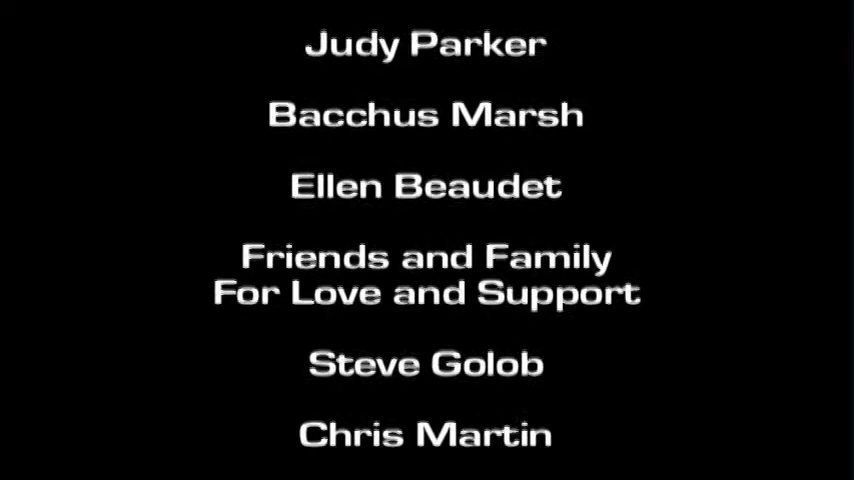 Judy Parker
Bacchus Marsh
Ellen Beaudet
Friends and Family
For Love and Support
Steve Golob
Chris Martin